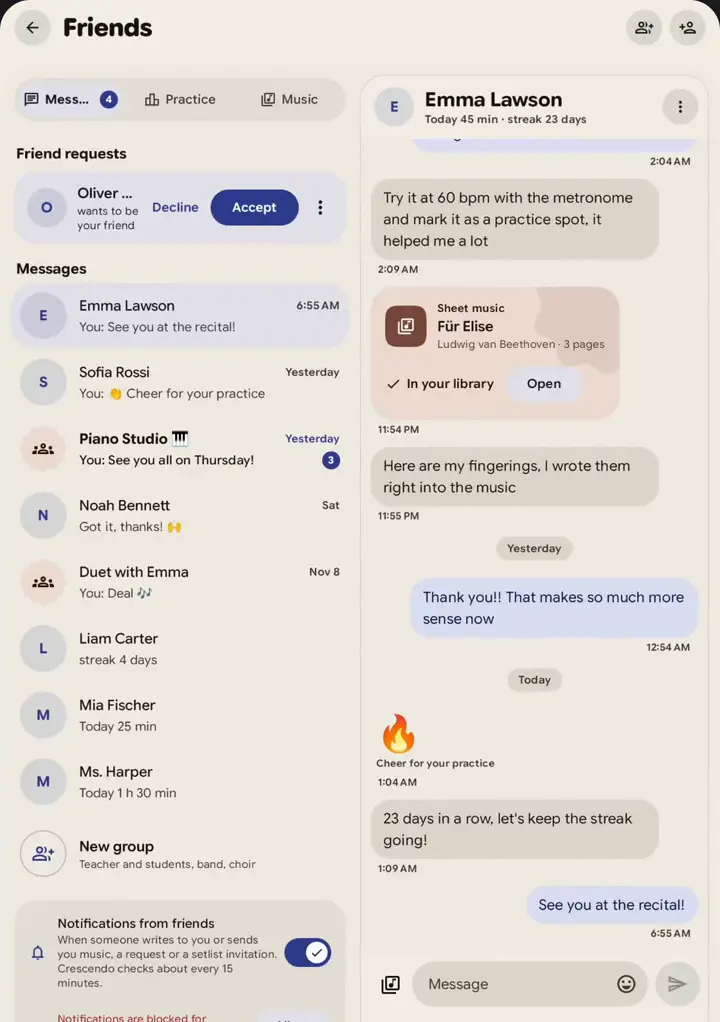 Friends
Mess...
4
Practice
Music
Friend requests
O
Oliver ...
wants to be
your friend
Decline
Accept
Messages
E
Emma Lawson
6:55 AM
You: See you at the recital!
S
Sofia Rossi
Yesterday
You: 👏 Cheer for your practice
Piano Studio 🎹
Yesterday
You: See you all on Thursday!
3
N
Noah Bennett
Sat
Got it, thanks! 🙌
Duet with Emma
Nov 8
You: Deal 🎶
L
Liam Carter
streak 4 days
M
Mia Fischer
Today 25 min
M
Ms. Harper
Today 1 h 30 min
New group
Teacher and students, band, choir
Notifications from friends
When someone writes to you or sends
you music, a request or a setlist invitation.
Crescendo checks about every 15
minutes.
Notifications are blocked for
E
Emma Lawson
Today 45 min · streak 23 days
2:04 AM
Try it at 60 bpm with the metronome
and mark it as a practice spot, it
helped me a lot
2:09 AM
Sheet music
Für Elise
Ludwig van Beethoven · 3 pages
In your library
Open
11:54 PM
Here are my fingerings, I wrote them
right into the music
11:55 PM
Yesterday
Thank you!! That makes so much more
sense now
12:54 AM
Today
🔥
Cheer for your practice
1:04 AM
23 days in a row, let's keep the streak
going!
1:09 AM
See you at the recital!
6:55 AM
Message